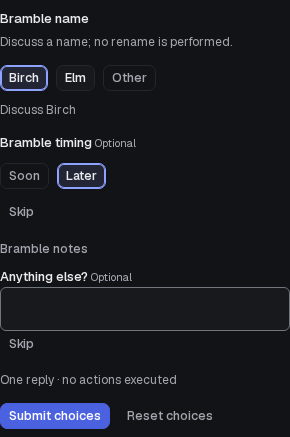 Bramble name
Discuss a name; no rename is performed.
Birch Elm Other
Discuss Birch
Bramble timing Optional
Soon Later
Skip
Bramble notes
Anything else? Optional
Skip
One reply · no actions executed
Submit choices Reset choices